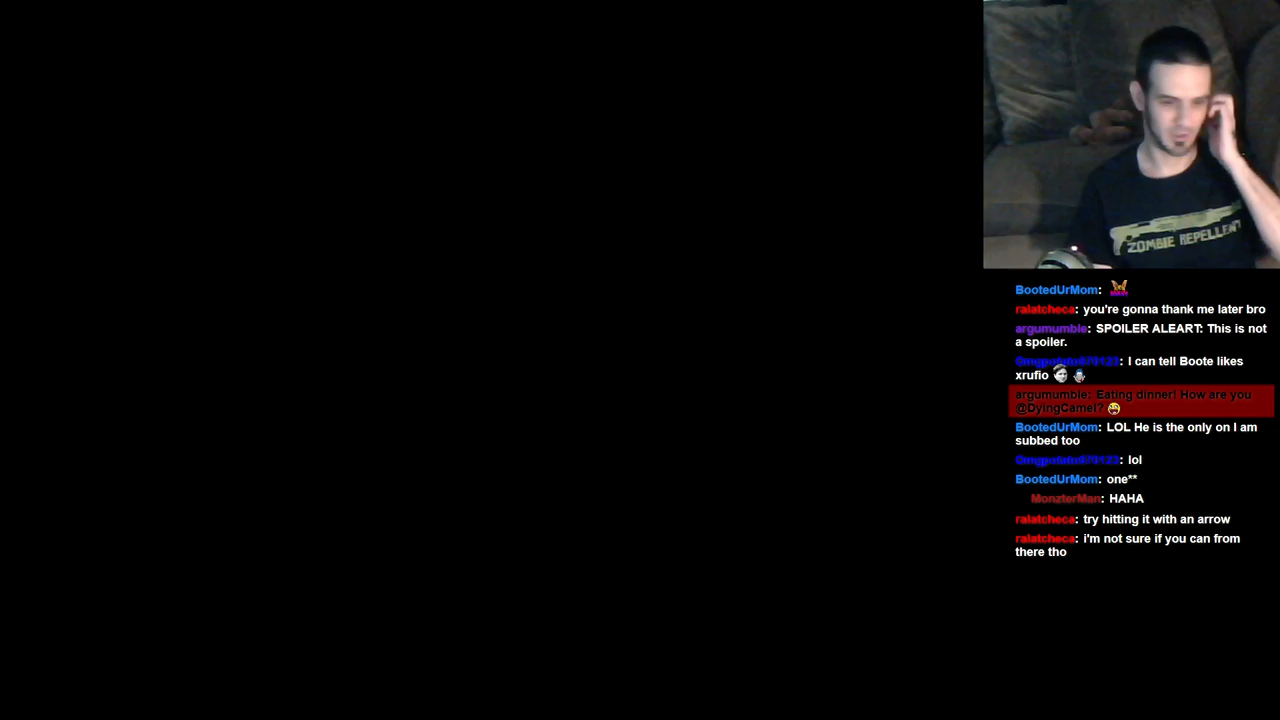 ZOMBIE REPELLENT
BootedUrMom:
ralatcheca: you're gonna thank me later bro
argumumble: SPOILER ALEART: This is not
a spoiler.
: I can tell Boote likes
xrufio
argumumble: Eating dinner! How are you
@DyingCamel?
BootedUrMom: LOL He is the only on I am
subbed too
: lol
BootedUrMom: one**
MonzterMan: HAHA
ralatcheca: try hitting it with an arrow
ralatcheca: i'm not sure if you can from
there tho